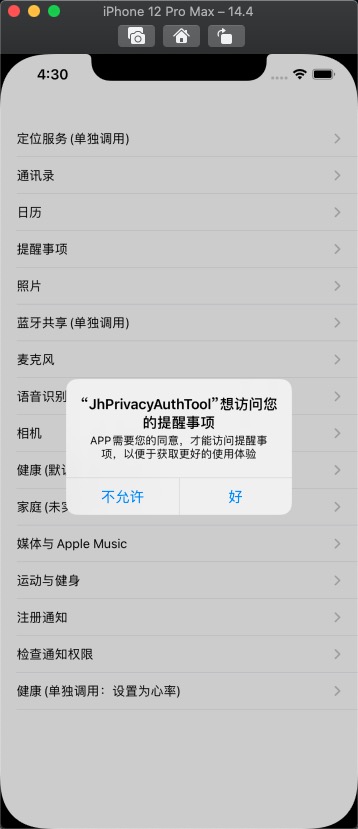 iPhone 12 Pro Max – 14.4
4:30
定位服务 (单独调用)
通讯录
日历
提醒事项
照片
蓝牙共享 (单独调用)
麦克风
语音识别
“JhPrivacyAuthTool”想访问您
的提醒事项
相机
APP需要您的同意，才能访问提醒事
项，以便于获取更好的使用体验
健康 (默
不允许
好
家庭 (未
媒体与 Apple Music
运动与健身
注册通知
检查通知权限
健康 (单独调用：设置为心率)